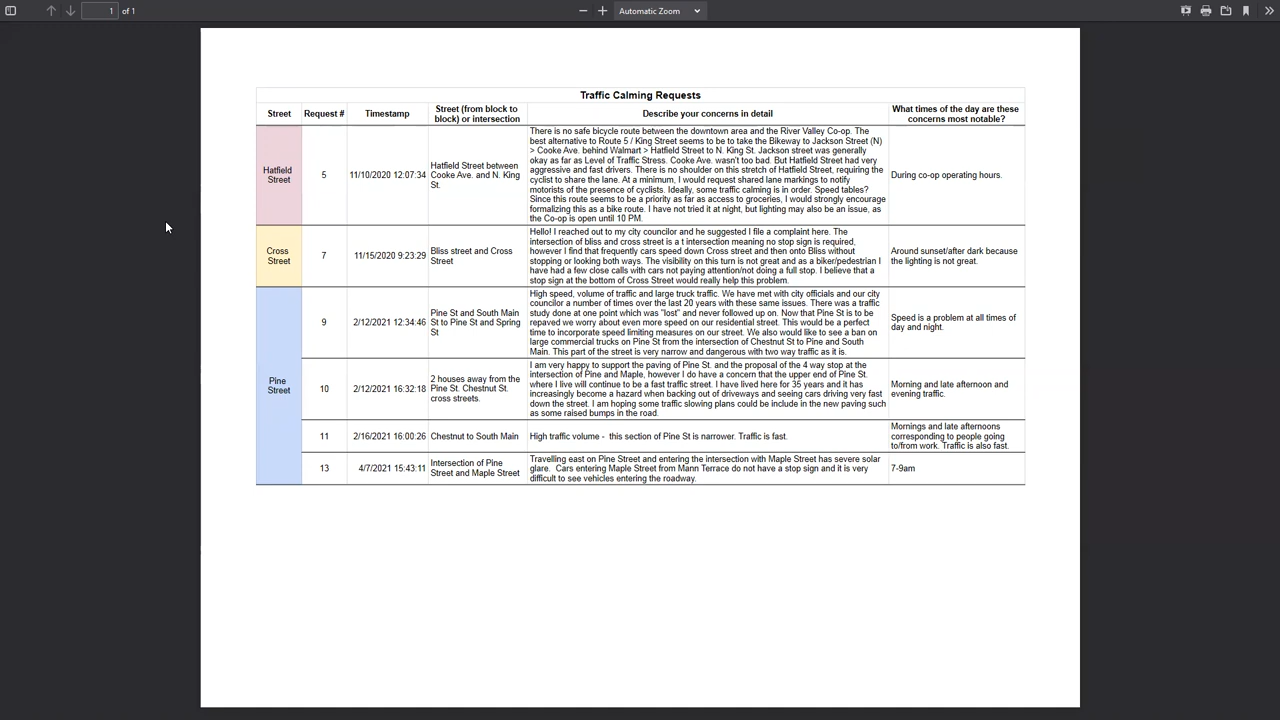 1 of 1 Automatic Zoom
Traffic Calming Requests
Street Request # Timestamp Street (from block to block) or intersection Describe your concerns in detail What times of the day are these concerns most notable?
Hatfield
Street
5
11/10/2020 12:07:34
Hatfield Street between
Cooke Ave. and N. King
St.
There is no safe bicycle route between the downtown area and the River Valley Co-op. The
best alternative to Route 5 / King Street seems to be to take the Bikeway to Jackson Street (N)
> Cooke Ave. behind Walmart > Hatfield Street to N. King St. Jackson street was generally
okay as far as Level of Traffic Stress. Cooke Ave. wasn't too bad. But Hatfield Street had very
aggressive and fast drivers. There is no shoulder on this stretch of Hatfield Street, requiring the
cyclist to share the lane. At a minimum, I would request shared lane markings to notify
motorists of the presence of cyclists. Ideally, some traffic calming is in order. Speed tables?
Since this route seems to be a priority as far as access to groceries, I would strongly encourage
formalizing this as a bike route. I have not tried it at night, but lighting may also be an issue, as
the Co-op is open until 10 PM.
During co-op operating hours.
Cross
Street
7
11/15/2020 9:23:29
Bliss street and Cross
Street
Hello! I reached out to my city councilor and he suggested I file a complaint here. The
intersection of bliss and cross street is a t intersection meaning no stop sign is required,
however I find that frequently cars speed down Cross street and then onto Bliss without
stopping or looking both ways. The visibility on this turn is not great and as a biker/pedestrian I
have had a few close calls with cars not paying attention/not doing a full stop. I believe that a
stop sign at the bottom of Cross Street would really help this problem.
Around sunset/after dark because
the lighting is not great.
Pine
Street
9
2/12/2021 12:34:46
Pine St and South Main
St to Pine St and Spring
St
High speed, volume of traffic and large truck traffic. We have met with city officials and our city
councilor a number of times over the last 20 years with these same issues. There was a traffic
study done at one point which was "lost" and never followed up on. Now that Pine St is to be
repaved we worry about even more speed on our residential street. This would be a perfect
time to incorporate speed limiting measures on our street. We also would like to see a ban on
large commercial trucks on Pine St from the intersection of Chestnut St to Pine and South
Main. This part of the street is very narrow and dangerous with two way traffic as it is.
Speed is a problem at all times of
day and night.
10
2/12/2021 16:32:18
2 houses away from the
Pine St. Chestnut St.
cross streets.
I am very happy to support the paving of Pine St. and the proposal of the 4 way stop at the
intersection of Pine and Maple, however I do have a concern that the upper end of Pine St.
where I live will continue to be a fast traffic street. I have lived here for 35 years and it has
increasingly become a hazard when backing out of driveways and seeing cars driving very fast
down the street. I am hoping some traffic slowing plans could be include in the new paving such
as some raised bumps in the road.
Morning and late afternoon and
evening traffic.
11
2/16/2021 16:00:26
Chestnut to South Main
High traffic volume - this section of Pine St is narrower. Traffic is fast.
Mornings and late afternoons
corresponding to people going
to/from work. Traffic is also fast.
13
4/7/2021 15:43:11
Intersection of Pine
Street and Maple Street
Travelling east on Pine Street and entering the intersection with Maple Street has severe solar
glare. Cars entering Maple Street from Mann Terrace do not have a stop sign and it is very
difficult to see vehicles entering the roadway.
7-9am